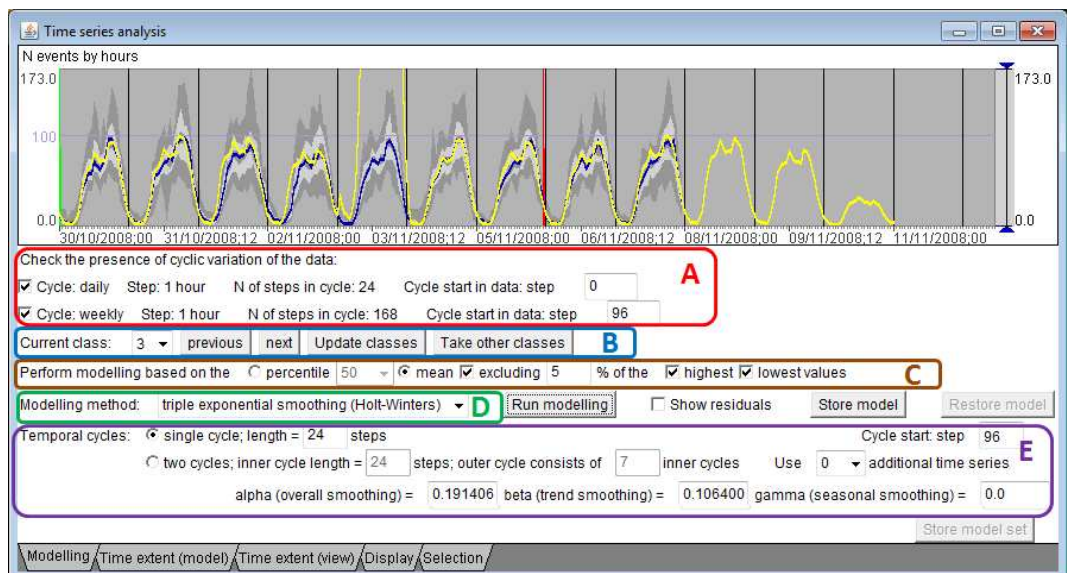 Time series analysis
N events by hours
173.0
173.0
100
0.0
0.0
30/10/2008;00 31/10/2008;12 02/11/2008;00 03/11/2008;12 05/11/2008;00 06/11/2008;12 08/11/2008;00 09/11/2008;12 11/11/2008;00
Check the presence of cyclic variation of the data:
A
Cycle: daily Step: 1 hour N of steps in cycle: 24 Cycle start in data: step 0
Cycle: weekly Step: 1 hour N of steps in cycle: 168 Cycle start in data: step 96
Current class: 3 previous next Update classes Take other classes B
Perform modelling based on the percentile 50 mean excluding 5 % of the highest lowest values C
Modelling method: triple exponential smoothing (Holt-Winters) D Run modelling Show residuals Store model Restore model
Temporal cycles: single cycle; length = 24 steps Cycle start: step 96 E
two cycles; inner cycle length = 24 steps; outer cycle consists of 7 inner cycles Use 0 additional time series
alpha (overall smoothing) = 0.191406 beta (trend smoothing) = 0.106400 gamma (seasonal smoothing) = 0.0
Store model set
Modelling Time extent (model) Time extent (view) Display Selection